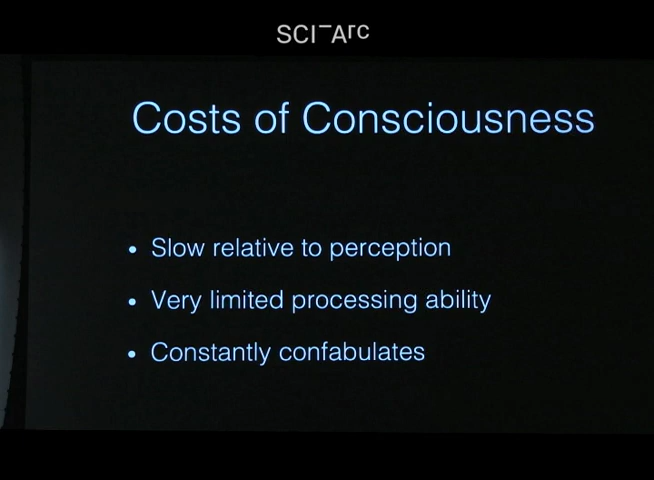 SCI-Arc
Costs of Consciousness
• Slow relative to perception
• Very limited processing ability
• Constantly confabulates